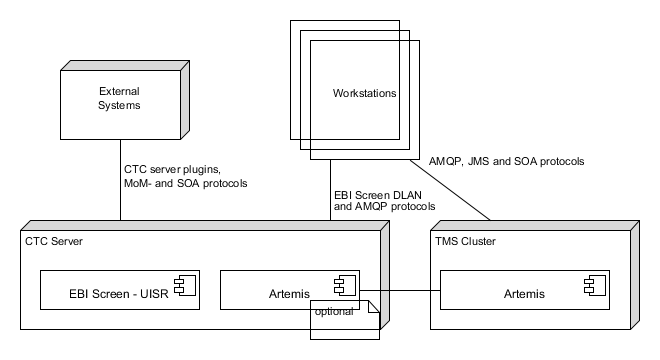 External
Systems
Workstations
CTC server plugins,
MoM- and SOA protocols
EBI Screen DLAN
and AMQP protocols
AMQP, JMS and SOA protocols
CTC Server
EBI Screen - UISR
Artemis
optional
TMS Cluster
Artemis